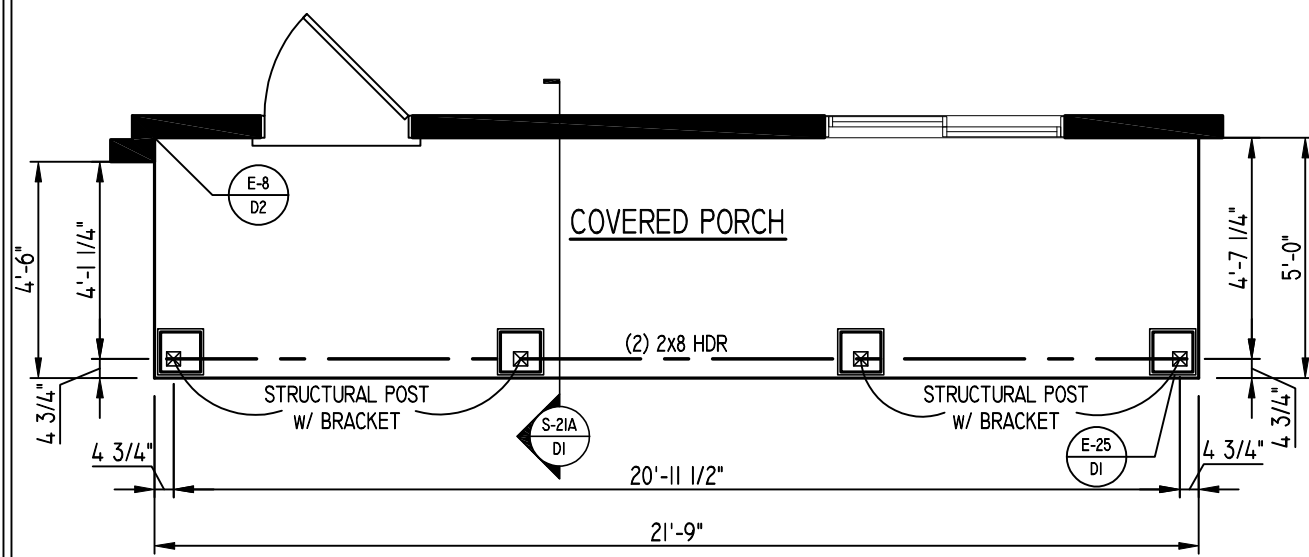 E-8
D2
COVERED PORCH
4'-6"
4'-1 1/4"
4'-7 1/4"
5'-0"
(2) 2x8 HDR
STRUCTURAL POST
w/ BRACKET
STRUCTURAL POST
w/ BRACKET
4 3/4"
4 3/4"
S-21A
D1
E-25
D1
4 3/4"
4 3/4"
20'-11 1/2"
21'-9"